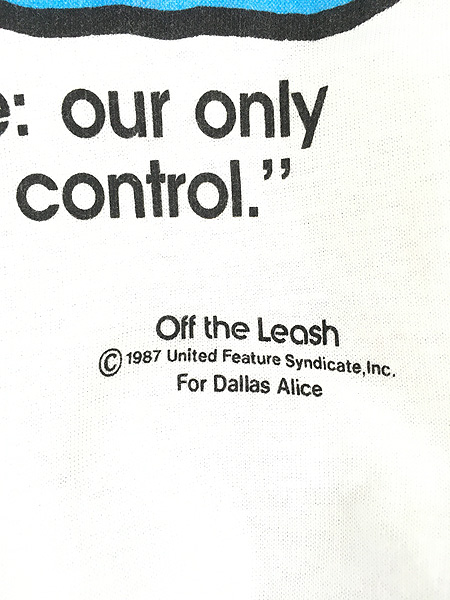 : our only
control.”
Off the Leash
© 1987 United Feature Syndicate, Inc.
For Dallas Alice